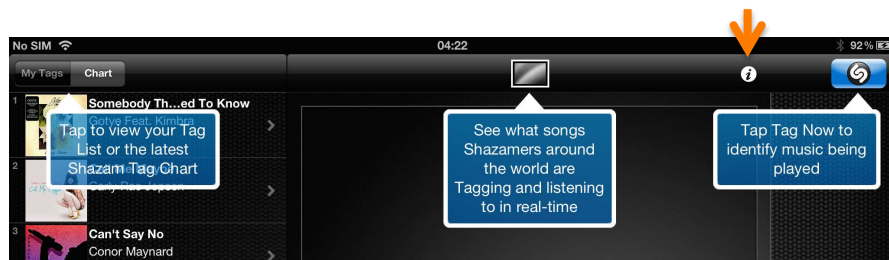 No SIM 04:22 92%
My Tags Chart i
1 Somebody Th...ed To Know
Gotye Feat. Kimbra
Tap to view your Tag
List or the latest
Shazam Tag Chart
See what songs
Shazamers around
the world are
Tagging and listening
to in real-time
Tap Tag Now to
identify music being
played
2
Carly Rae Jepsen
3 Can't Say No
Conor Maynard